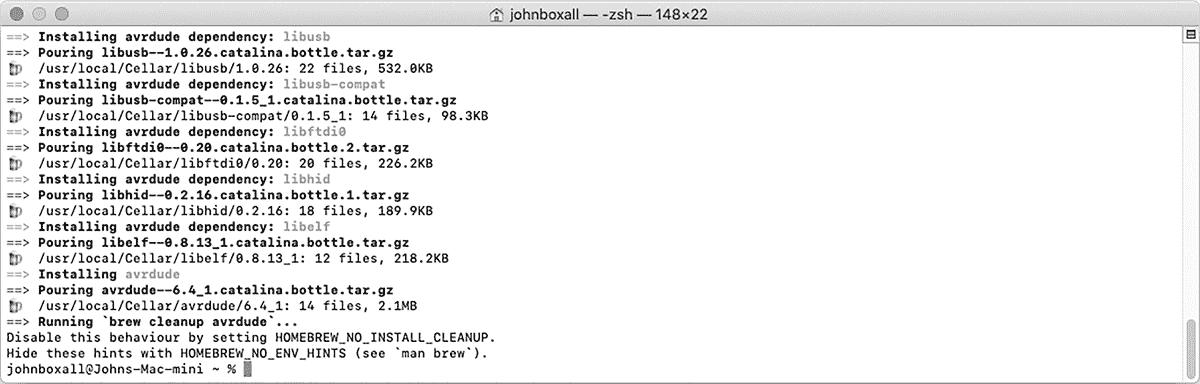 johnboxall — -zsh — 148×22
==> Installing avrdude dependency: libusb
==> Pouring libusb--1.0.26.catalina.bottle.tar.gz
🍺  /usr/local/Cellar/libusb/1.0.26: 22 files, 532.0KB
==> Installing avrdude dependency: libusb-compat
==> Pouring libusb-compat--0.1.5_1.catalina.bottle.tar.gz
🍺  /usr/local/Cellar/libusb-compat/0.1.5_1: 14 files, 98.3KB
==> Installing avrdude dependency: libftdi0
==> Pouring libftdi0--0.20.catalina.bottle.2.tar.gz
🍺  /usr/local/Cellar/libftdi0/0.20: 20 files, 226.2KB
==> Installing avrdude dependency: libhid
==> Pouring libhid--0.2.16.catalina.bottle.1.tar.gz
🍺  /usr/local/Cellar/libhid/0.2.16: 18 files, 189.9KB
==> Installing avrdude dependency: libelf
==> Pouring libelf--0.8.13_1.catalina.bottle.tar.gz
🍺  /usr/local/Cellar/libelf/0.8.13_1: 12 files, 218.2KB
==> Installing avrdude
==> Pouring avrdude--6.4_1.catalina.bottle.tar.gz
🍺  /usr/local/Cellar/avrdude/6.4_1: 14 files, 2.1MB
==> Running `brew cleanup avrdude`...
Disable this behaviour by setting HOMEBREW_NO_INSTALL_CLEANUP.
Hide these hints with HOMEBREW_NO_ENV_HINTS (see `man brew`).
johnboxall@Johns-Mac-mini ~ %